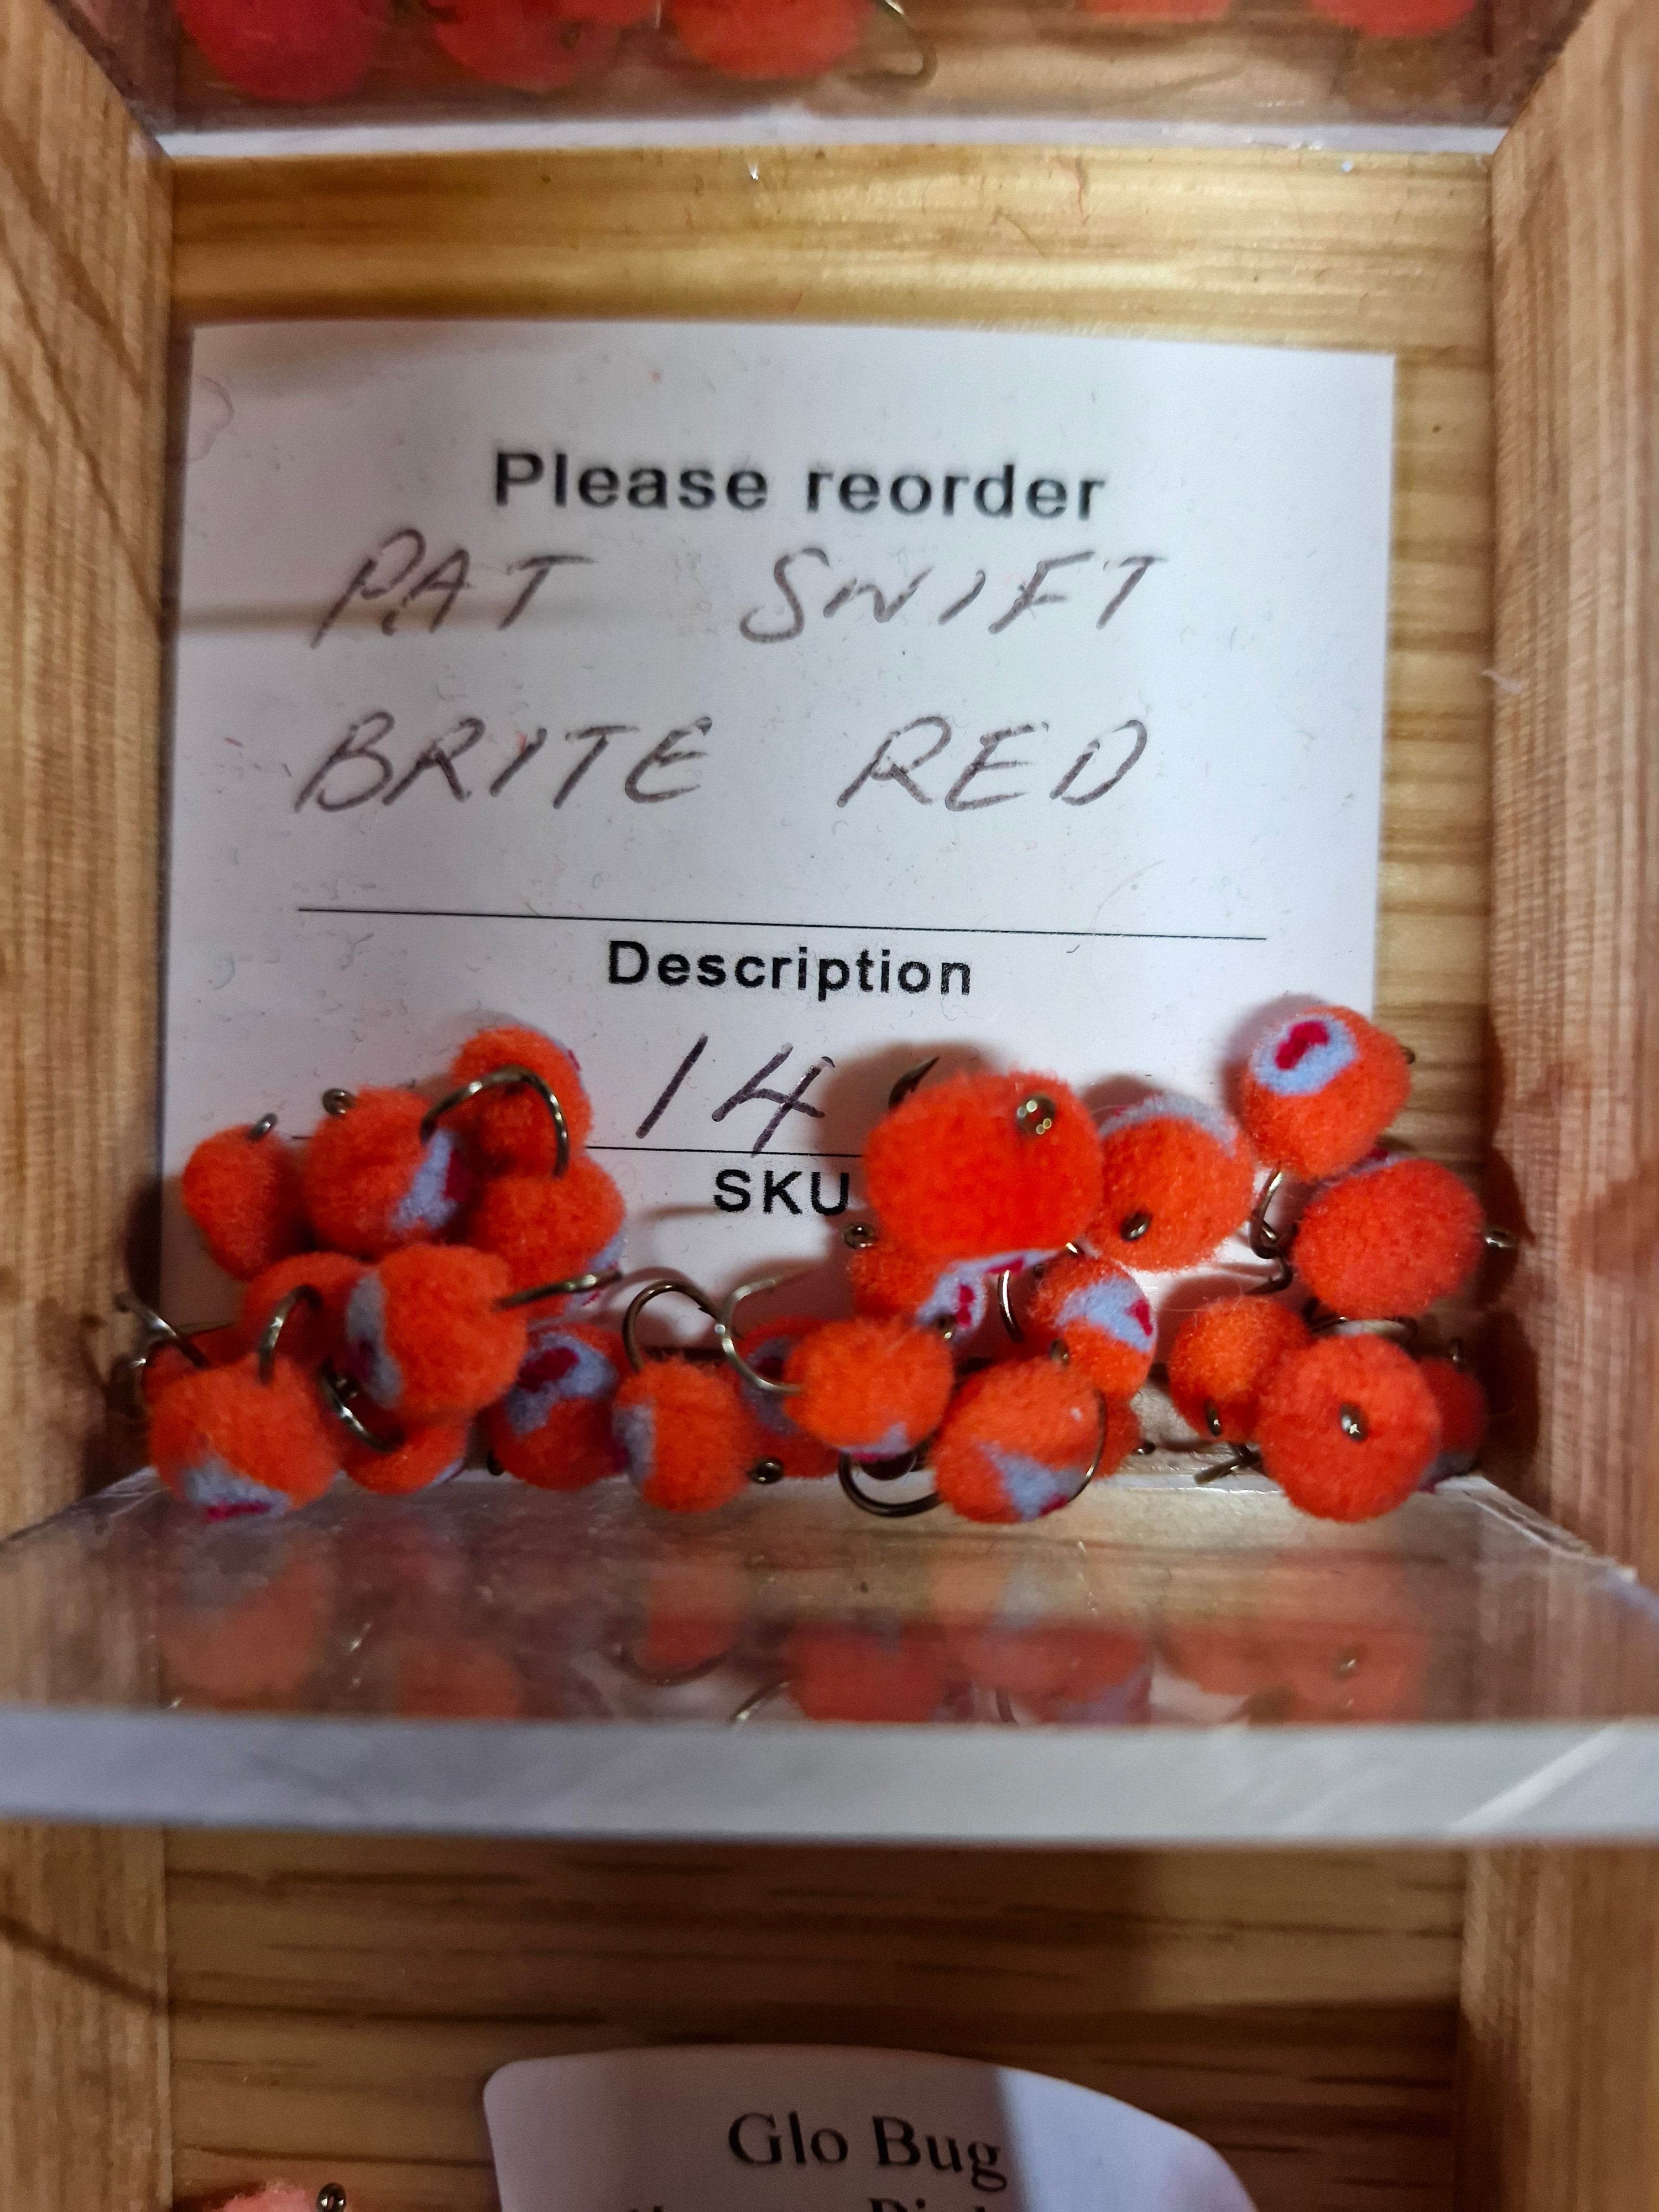 Please reorder
PAT SWIFT
BRITE RED
Description
14
SKU
Glo Bug